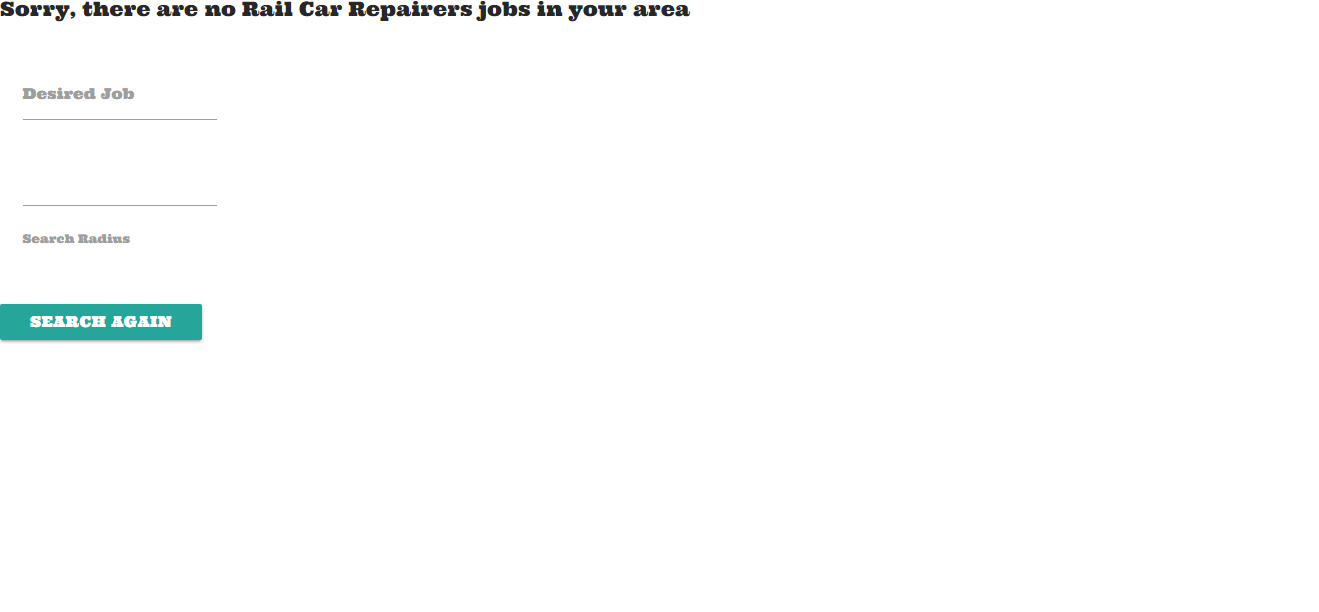 Sorry, there are no Rail Car Repairers jobs in your area
Desired Job
Search Radius
SEARCH AGAIN